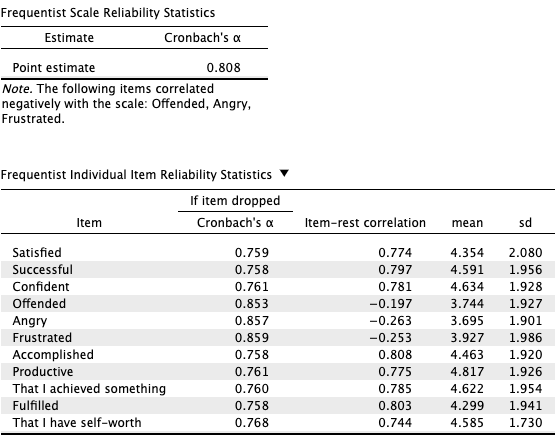 Frequentist Scale Reliability Statistics
Estimate Cronbach's α
Point estimate 0.808
Note. The following items correlated
negatively with the scale: Offended, Angry,
Frustrated.
Frequentist Individual Item Reliability Statistics ▼
If item dropped
Item Cronbach's α Item-rest correlation mean sd
Satisfied 0.759 0.774 4.354 2.080
Successful 0.758 0.797 4.591 1.956
Confident 0.761 0.781 4.634 1.928
Offended 0.853 −0.197 3.744 1.927
Angry 0.857 −0.263 3.695 1.901
Frustrated 0.859 −0.253 3.927 1.986
Accomplished 0.758 0.808 4.463 1.920
Productive 0.761 0.775 4.817 1.926
That I achieved something 0.760 0.785 4.622 1.954
Fulfilled 0.758 0.803 4.299 1.941
That I have self-worth 0.768 0.744 4.585 1.730